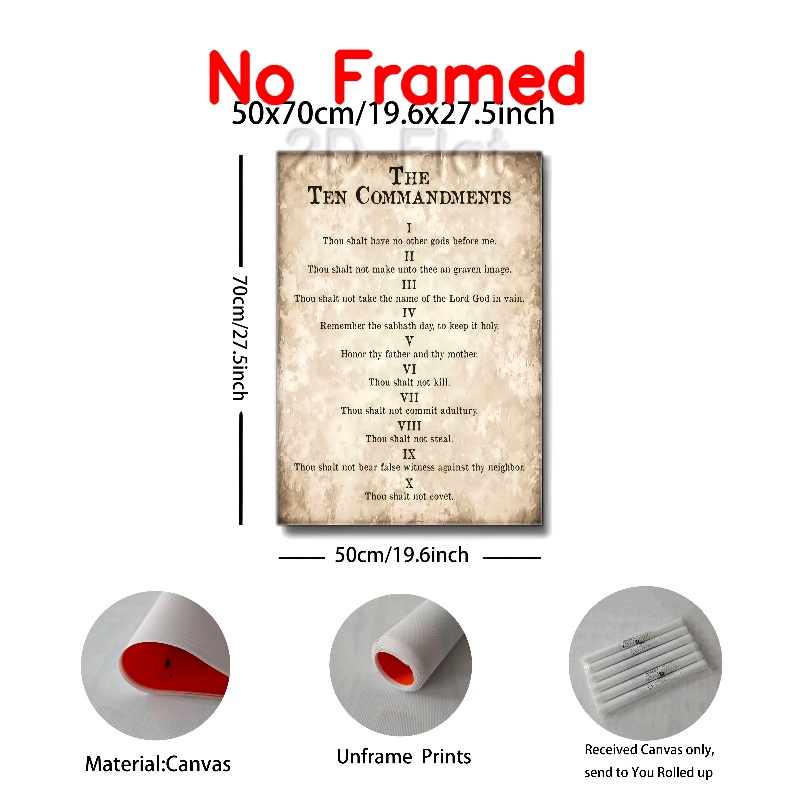 No Framed
50x70cm/19.6x27.5inch
2D Flat
The
Ten Commandments
I
Thou shalt have no other gods before me.
II
Thou shalt not make unto thee an graven image.
III
Thou shalt not take the name of the Lord God in vain.
IV
Remember the sabbath day, to keep it holy.
V
Honor thy father and thy mother.
VI
Thou shalt not kill.
VII
Thou shalt not commit adultury.
VIII
Thou shalt not steal.
IX
Thou shalt not bear false witness against thy neighbor.
X
Thou shalt not covet.
70cm/27.5inch
50cm/19.6inch
Material:Canvas
Unframe Prints
Received Canvas only,
send to You Rolled up